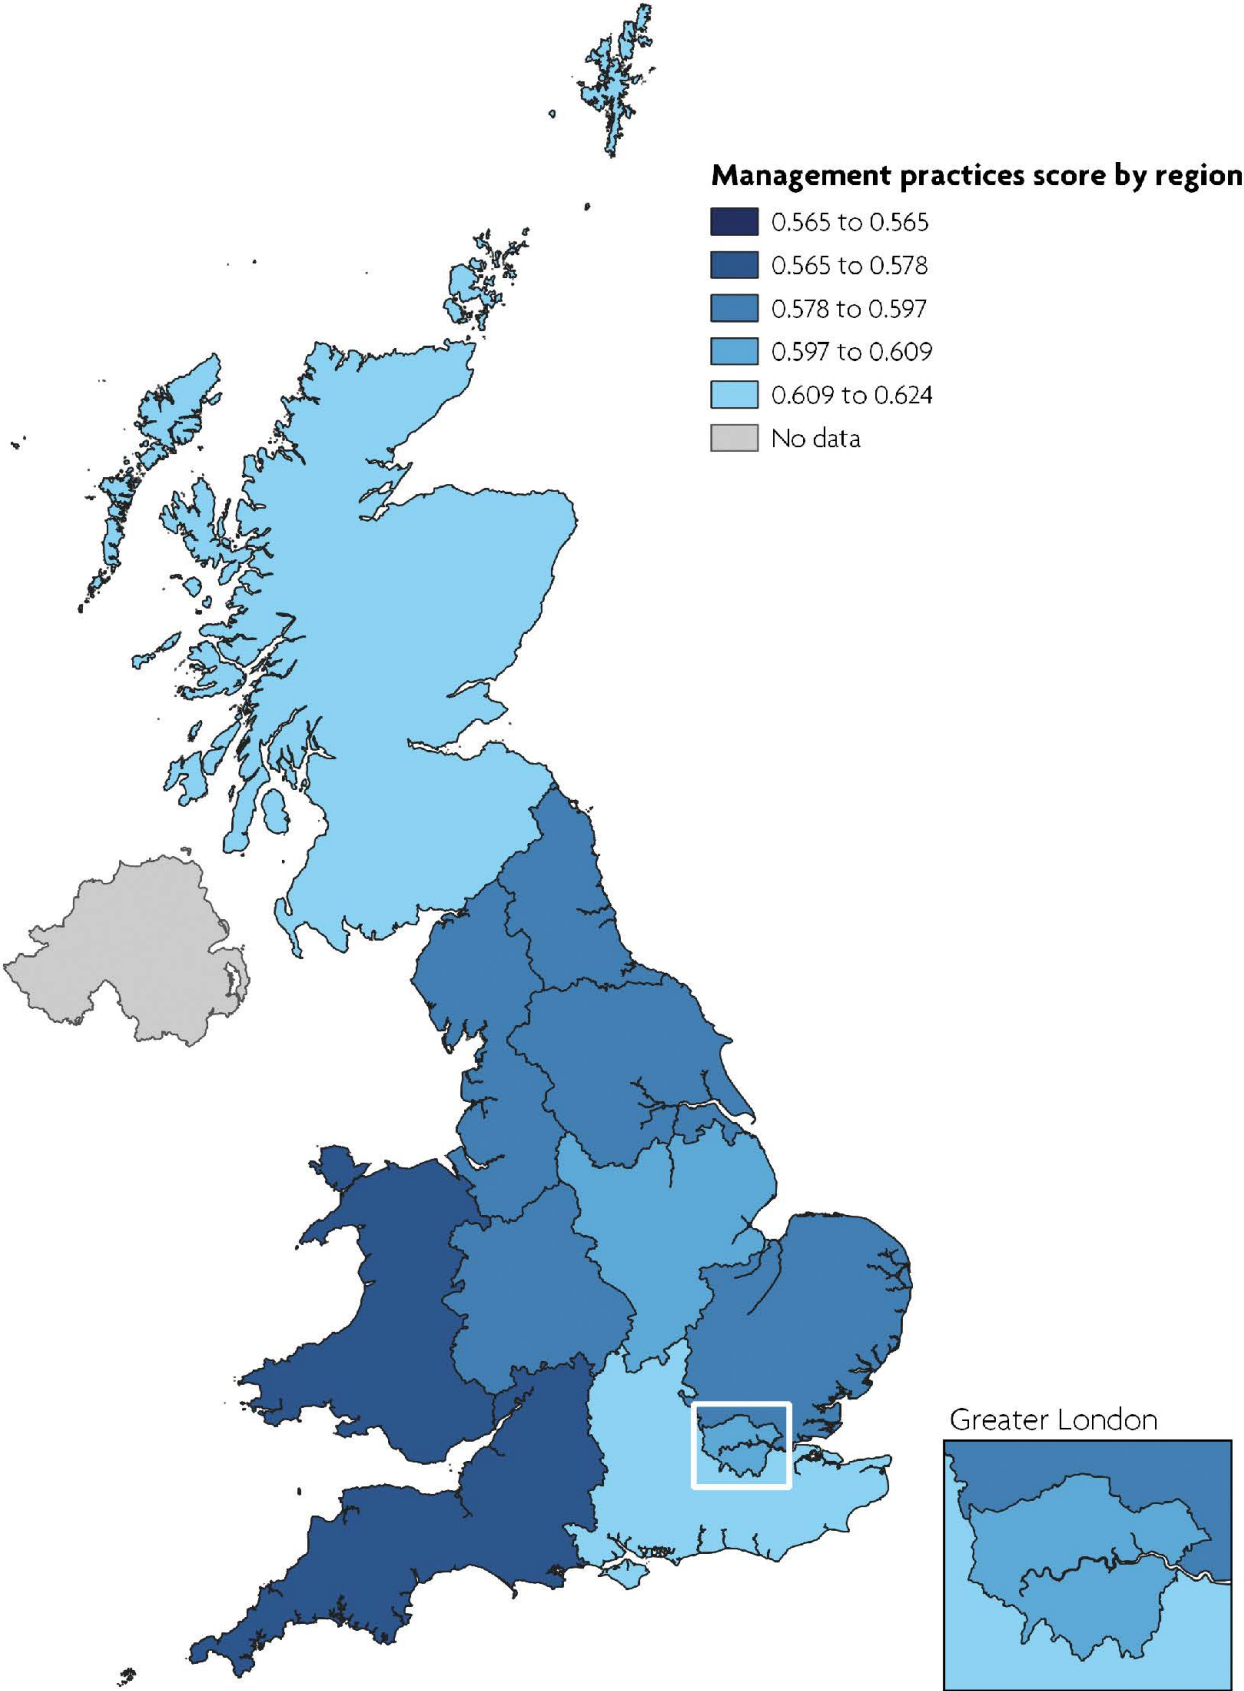 Management practices score by region
0.565 to 0.565
0.565 to 0.578
0.578 to 0.597
0.597 to 0.609
0.609 to 0.624
No data
Greater London